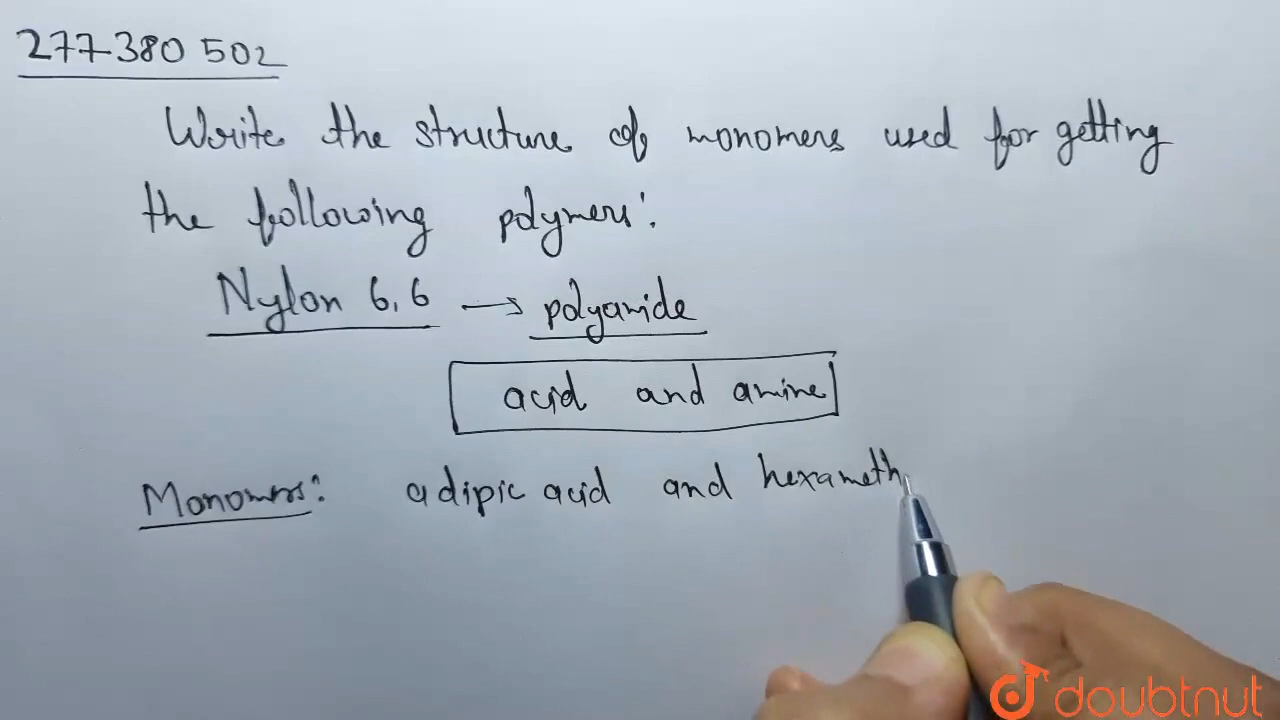 277380502
Write the structure of monomers used for getting
the following polymers:
Nylon 6,6 → polyamide
acid and amine
Monomers: adipic acid and hexameth
doubtnut